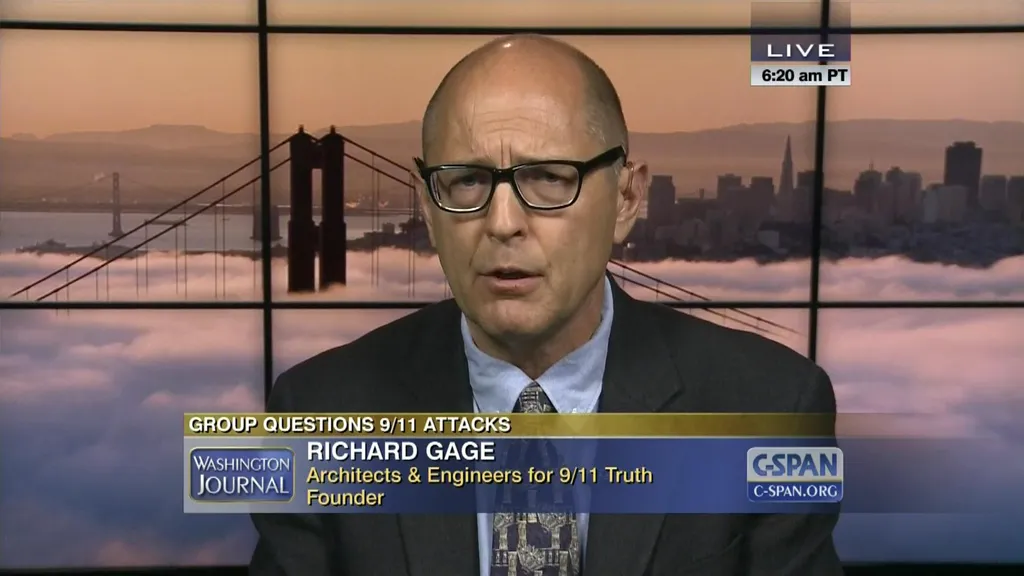 LIVE
6:20 am PT
GROUP QUESTIONS 9/11 ATTACKS
WASHINGTON
JOURNAL
RICHARD GAGE
Architects & Engineers for 9/11 Truth
Founder
C-SPAN
C-SPAN.ORG